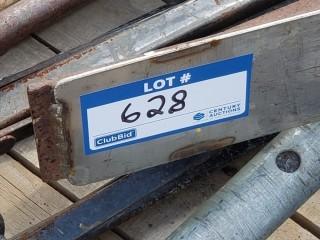 LOT #
628
ClubBid
CENTURY
AUCTIONS